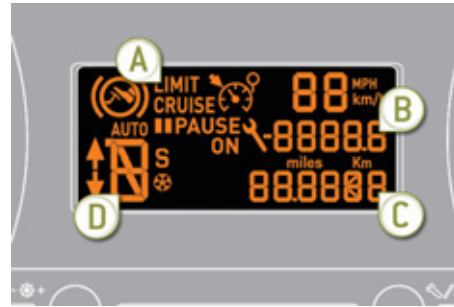 A
LIMIT
CRUISE
88 MPH
km/h
B
AUTO
PAUSE
-8888.8
ON
miles Km
S
88.8888
D
C